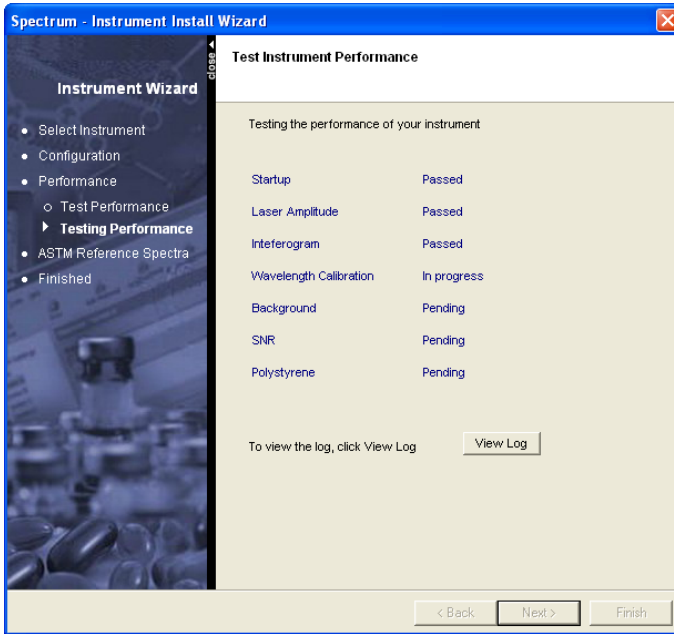 Spectrum - Instrument Install Wizard
close
Instrument Wizard
Select Instrument
Configuration
Performance
Test Performance
Testing Performance
ASTM Reference Spectra
Finished
Test Instrument Performance
Testing the performance of your instrument
Startup Passed
Laser Amplitude Passed
Inteferogram Passed
Wavelength Calibration In progress
Background Pending
SNR Pending
Polystyrene Pending
To view the log, click View Log View Log
< Back Next > Finish